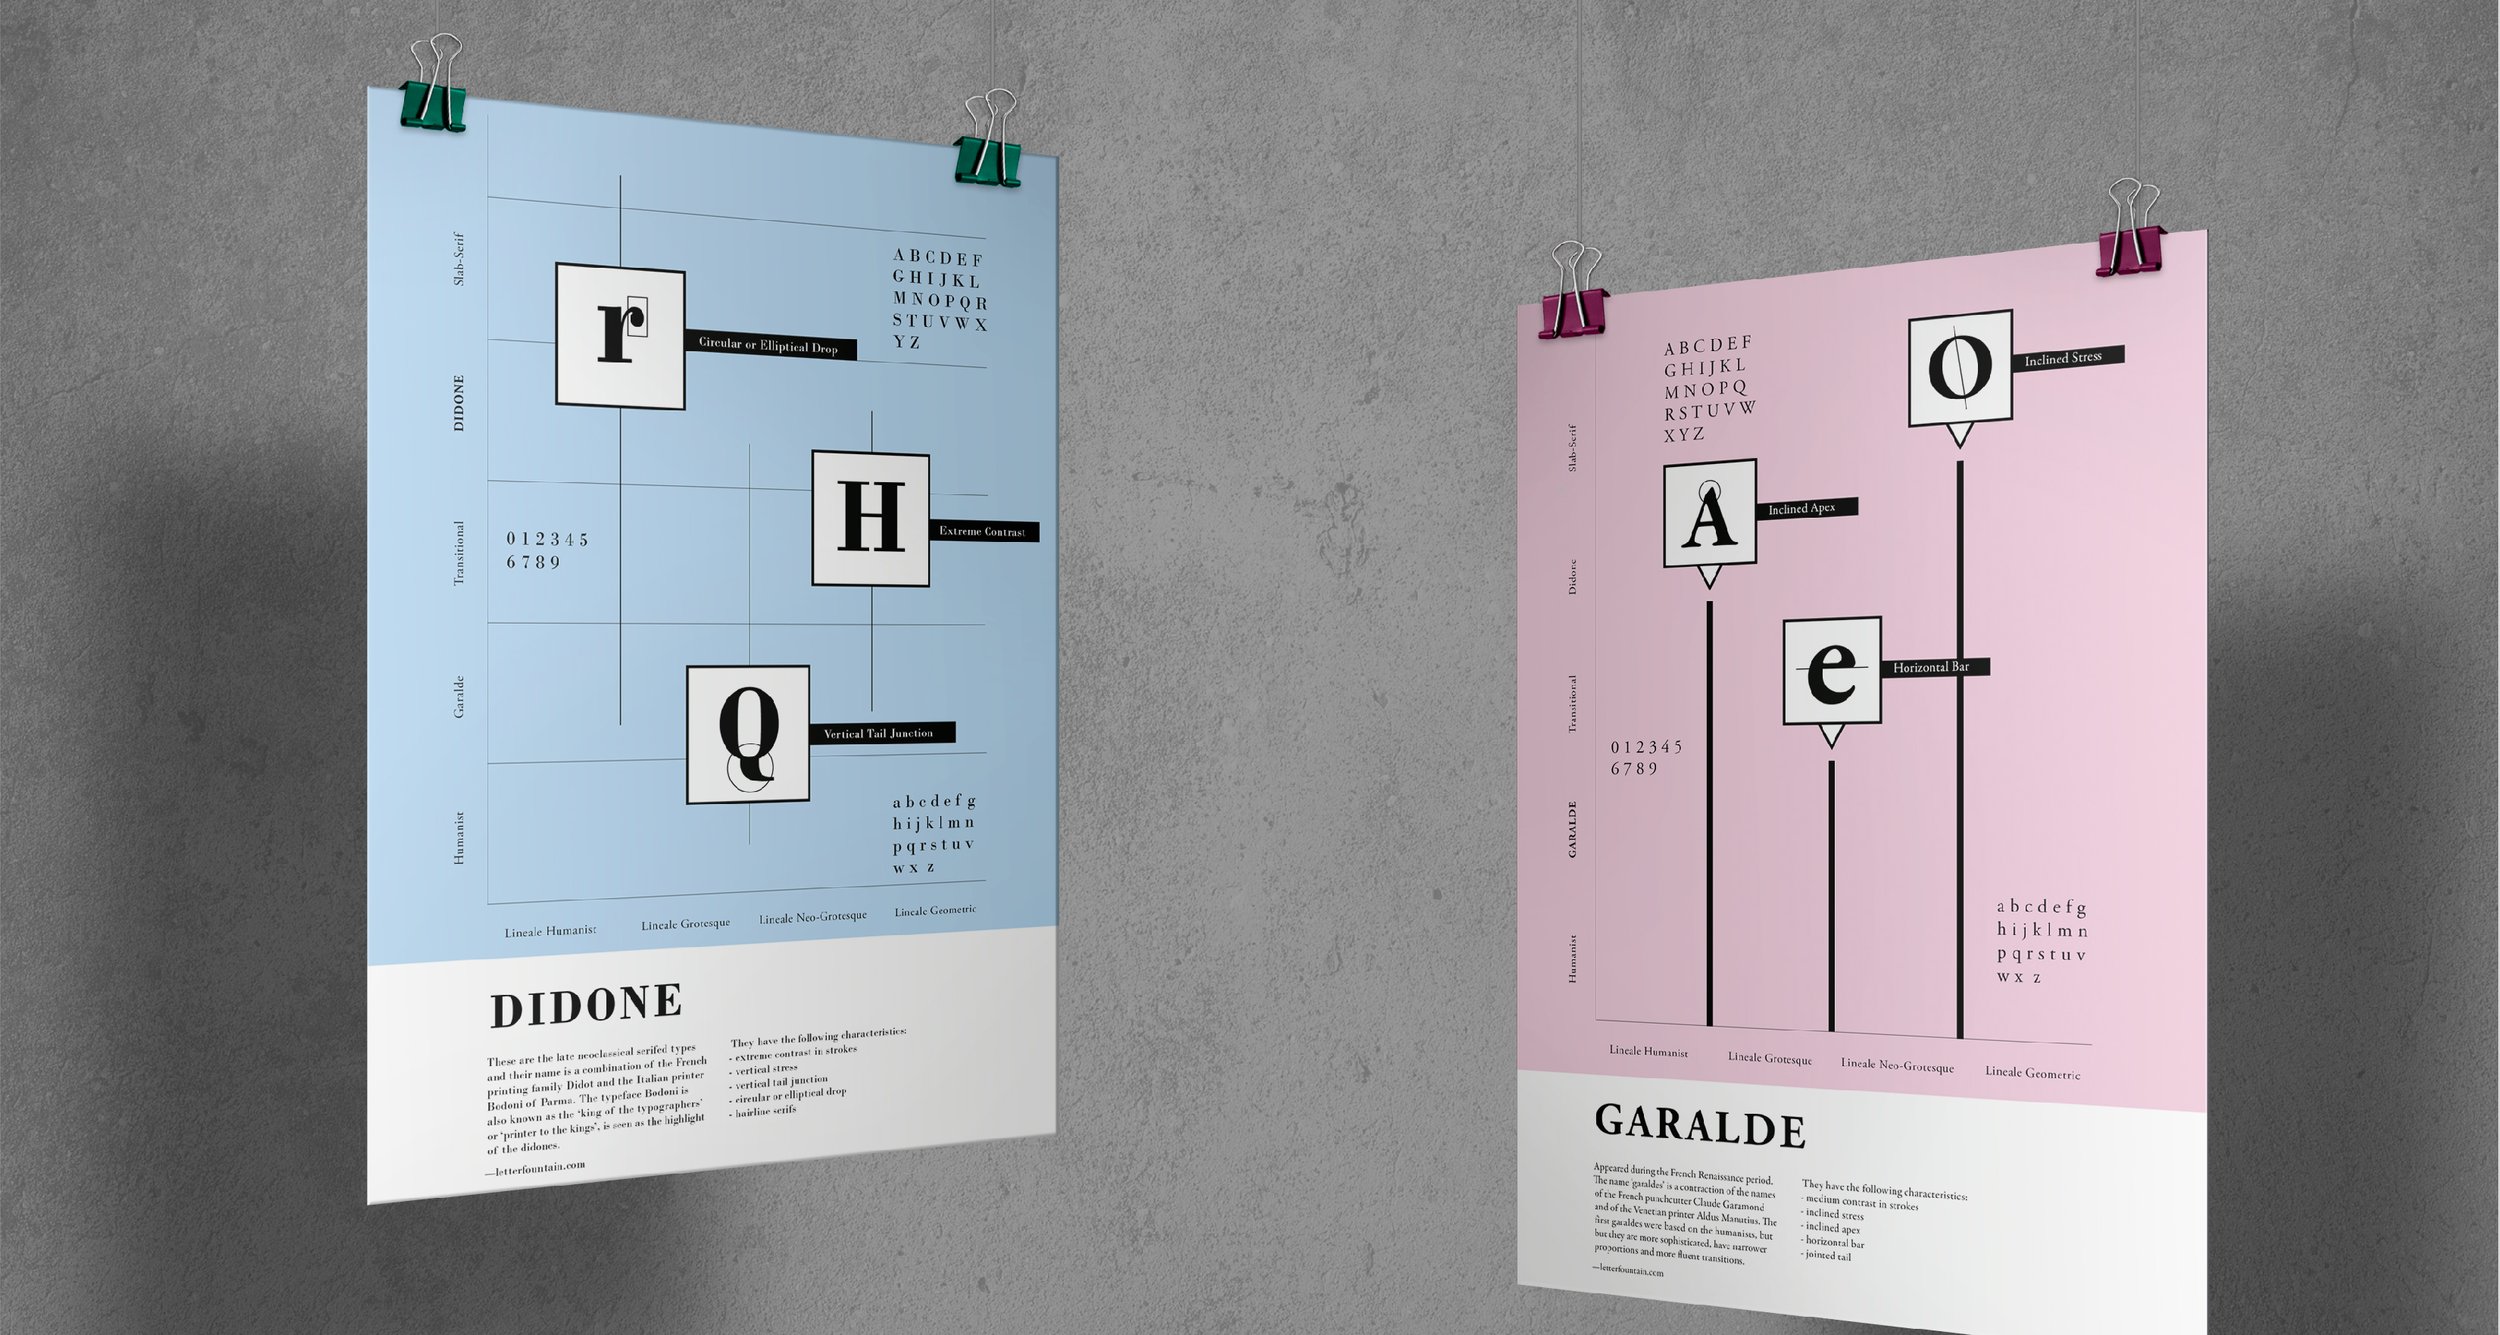 Slab-Serif
DIDONE
Transitional
Garalde
Humanist
r
Circular or Elliptical Drop
A B C D E F
G H I J K L
M N O P Q R
S T U V W X
Y Z
H
Extreme Contrast
0 1 2 3 4 5
6 7 8 9
Q
Vertical Tail Junction
a b c d e f g
h i j k l m n
p q r s t u v
w x z
Lineale Humanist
Lineale Grotesque
Lineale Neo-Grotesque
Lineale Geometric
DIDONE
These are the late neoclassical serifed types
and their name is a combination of the French
printing family Didot and the Italian printer
Bodoni of Parma. The typeface Bodoni is
also known as the ‘king of the typographers’
or ‘printer to the kings’, is seen as the highlight
of the didones.
—letterfountain.com
They have the following characteristics:
- extreme contrast in strokes
- vertical stress
- vertical tail junction
- circular or elliptical drop
- hairline serifs
Slab-Serif
Didone
Transitional
GARALDE
Humanist
A B C D E F
G H I J K L
M N O P Q
R S T U V W
X Y Z
O
Inclined Stress
A
Inclined Apex
e
Horizontal Bar
0 1 2 3 4 5
6 7 8 9
a b c d e f g
h i j k l m n
p q r s t u v
w x z
Lineale Humanist
Lineale Grotesque
Lineale Neo-Grotesque
Lineale Geometric
GARALDE
Appeared during the French Renaissance period.
The name ‘garaldes’ is a contraction of the names
of the French punchcutter Claude Garamond
and of the Venetian printer Aldus Manutius. The
first garaldes were based on the humanists, but
but they are more sophisticated, have narrower
proportions and more fluent transitions.
—letterfountain.com
They have the following characteristics:
- medium contrast in strokes
- inclined stress
- inclined apex
- horizontal bar
- jointed tail